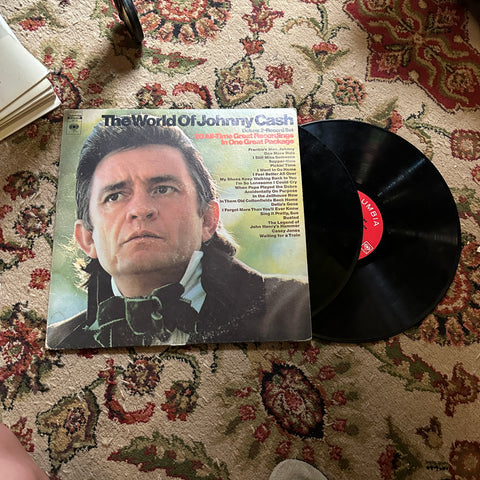 The World Of Johnny Cash
Deluxe 2-Record Set
20 All-Time Great Recordings
In One Great Package
Frankie's Man, Johnny
One More Ride
I Still Miss Someone
Supper-Time
Pickin' Time
I Want to Go Home
I Feel Better All Over
My Shoes Keep Walking Back to You
I'm So Lonesome I Could Cry
When Papa Played the Dobro
Accidentally On Purpose
In the Jailhouse Now
In Them Old Cottonfields Back Home
Delia's Gone
I Forgot More Than You'll Ever Know
Sing It Pretty, Sue
Busted
The Legend of
John Henry's Hammer
Casey Jones
Waiting for a Train
COLUMBIA